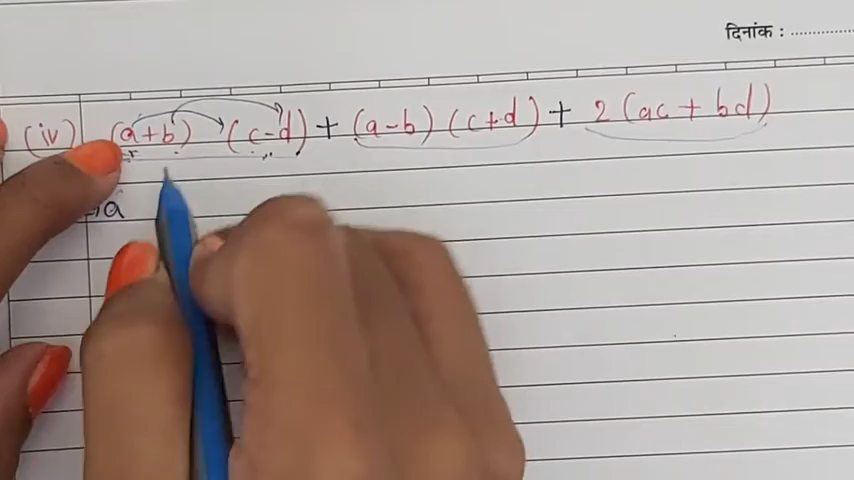 दिनांक : ..............
(iv) (a+b) (c-d) + (a-b) (c+d) + 2 (ac + bd)
a